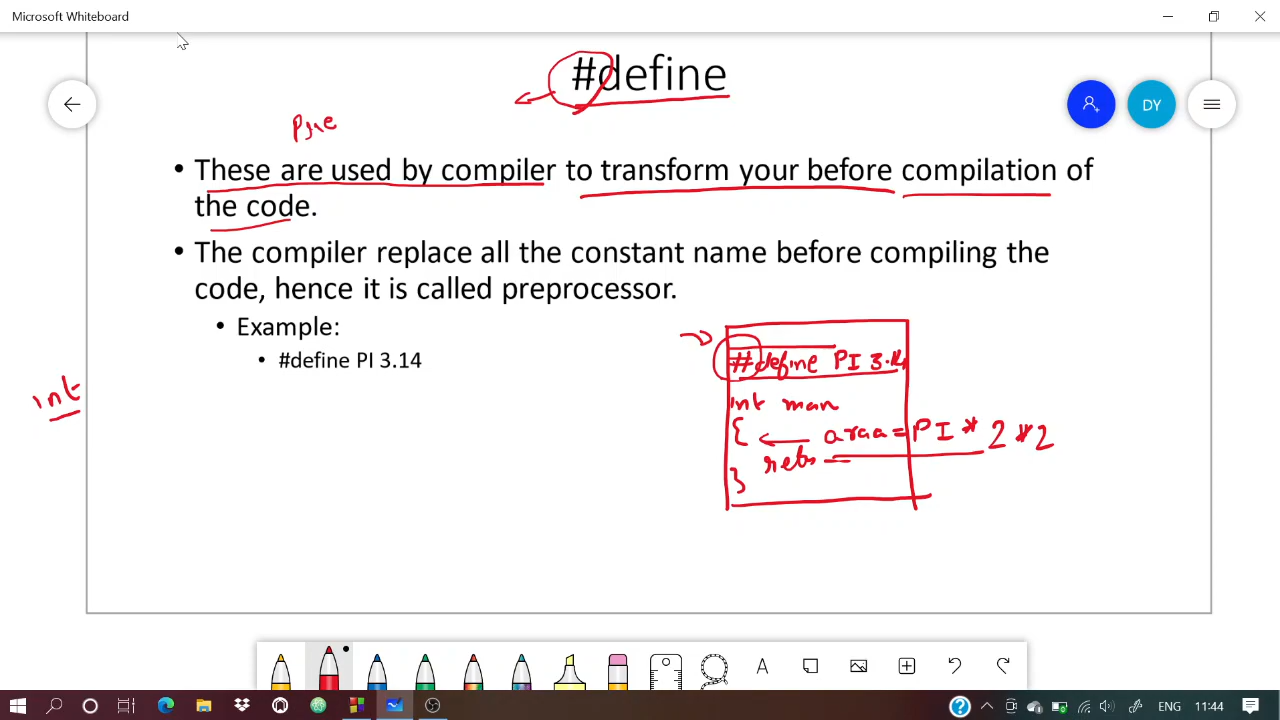 Microsoft Whiteboard
#define
DY
Pre
• These are used by compiler to transform your before compilation of
the code.
• The compiler replace all the constant name before compiling the
code, hence it is called preprocessor.
• Example:
• #define PI 3.14
int
#define PI 3.14
int man
{ area = PI * 2 * 2
}
A
ENG 11:44